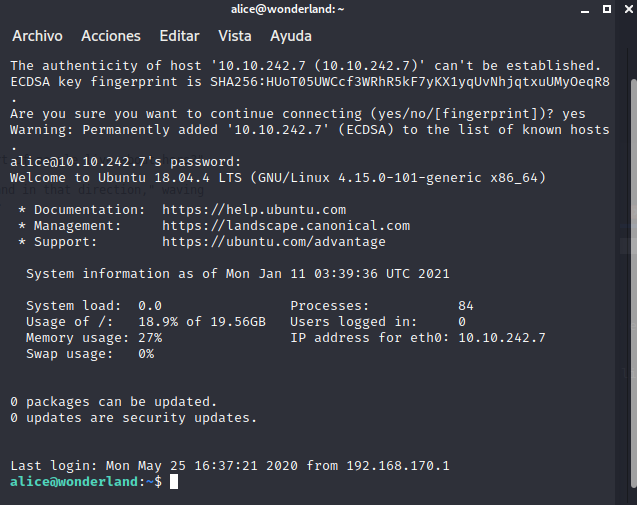 alice@wonderland: ~
Archivo Acciones Editar Vista Ayuda
The authenticity of host '10.10.242.7 (10.10.242.7)' can't be established.
ECDSA key fingerprint is SHA256:HUoT05UWCcf3WRhR5kF7yKX1yqUvNhjqtxuUMyOeqR8
.
Are you sure you want to continue connecting (yes/no/[fingerprint])? yes
Warning: Permanently added '10.10.242.7' (ECDSA) to the list of known hosts
.
alice@10.10.242.7's password:
Welcome to Ubuntu 18.04.4 LTS (GNU/Linux 4.15.0-101-generic x86_64)
nd in that direction," waving
* Documentation: https://help.ubuntu.com
* Management: https://landscape.canonical.com
* Support: https://ubuntu.com/advantage
System information as of Mon Jan 11 03:39:36 UTC 2021
System load: 0.0 Processes: 84
Usage of /: 18.9% of 19.56GB Users logged in: 0
Memory usage: 27% IP address for eth0: 10.10.242.7
Swap usage: 0%
0 packages can be updated.
0 updates are security updates.
Last login: Mon May 25 16:37:21 2020 from 192.168.170.1
alice@wonderland:~$